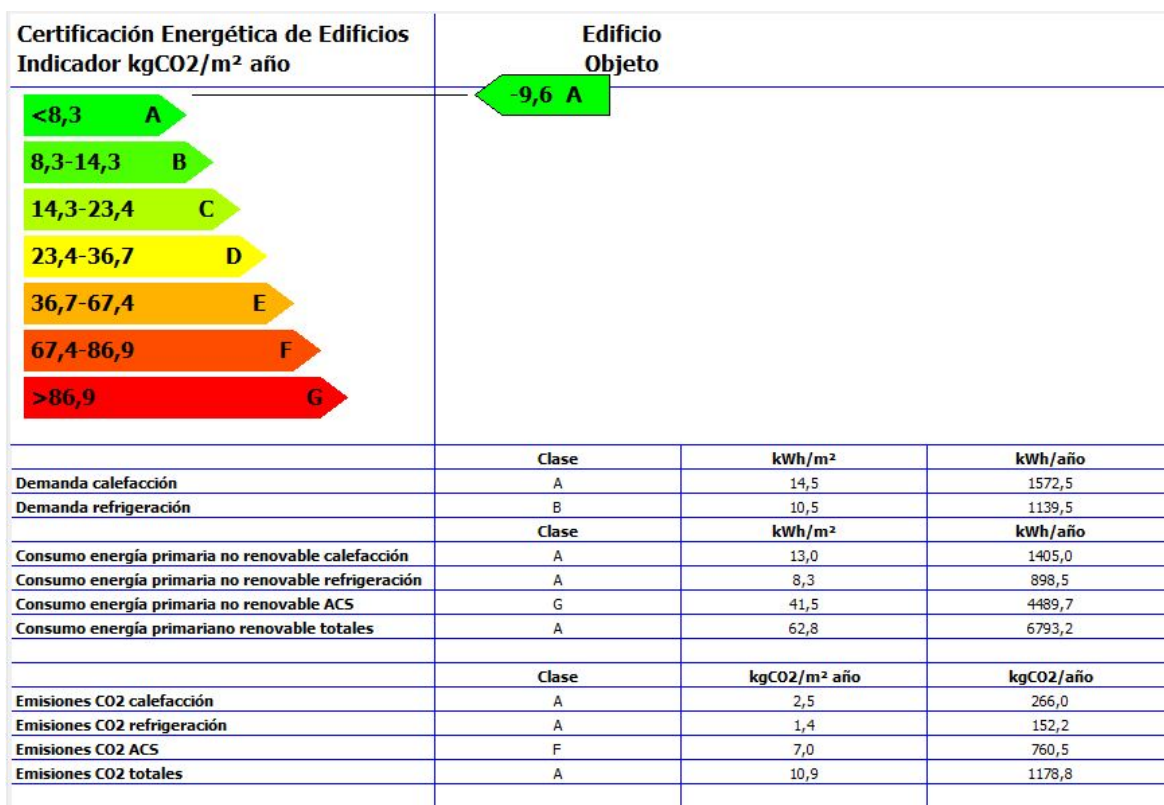 Certificación Energética de Edificios
Indicador kgCO2/m² año
Edificio
Objeto
-9,6 A
<8,3 A
8,3-14,3 B
14,3-23,4 C
23,4-36,7 D
36,7-67,4 E
67,4-86,9 F
>86,9 G
Clase kWh/m² kWh/año
Demanda calefacción A 14,5 1572,5
Demanda refrigeración B 10,5 1139,5
Clase kWh/m² kWh/año
Consumo energía primaria no renovable calefacción A 13,0 1405,0
Consumo energía primaria no renovable refrigeración A 8,3 898,5
Consumo energía primaria no renovable ACS G 41,5 4489,7
Consumo energía primariano renovable totales A 62,8 6793,2
Clase kgCO2/m² año kgCO2/año
Emisiones CO2 calefacción A 2,5 266,0
Emisiones CO2 refrigeración A 1,4 152,2
Emisiones CO2 ACS F 7,0 760,5
Emisiones CO2 totales A 10,9 1178,8